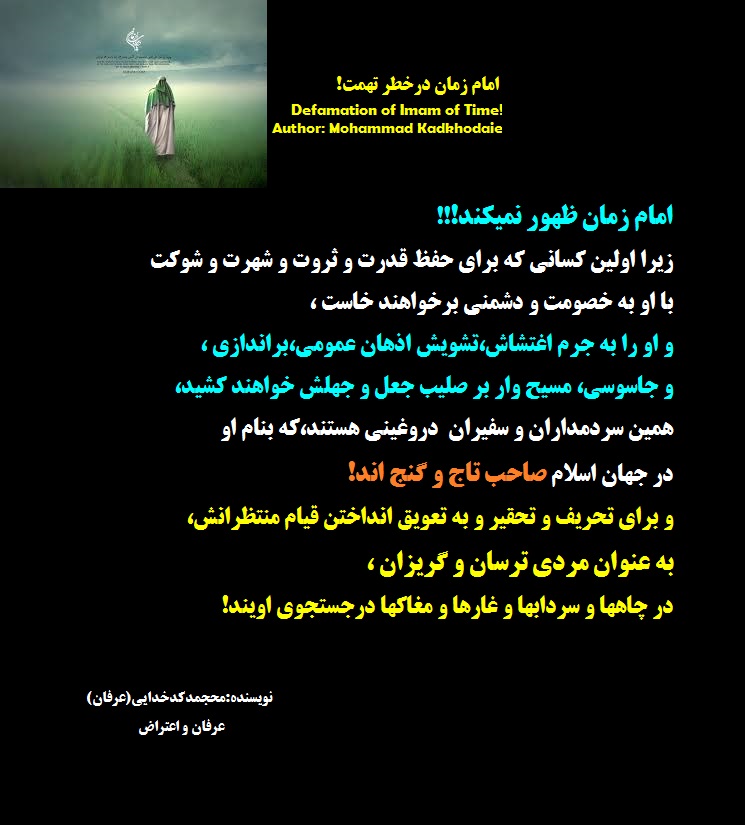 امام زمان درخطر تهمت!
Defamation of Imam of Time!
Author: Mohammad Kadkhodaie
امام زمان ظهور نمیکند!!!
زیرا اولین کسانی که برای حفظ قدرت و ثروت و شهرت و شوکت
با او به خصومت و دشمنی برخواهند خاست ،
و او را به جرم اغتشاش،تشویش اذهان عمومی،براندازی ،
و جاسوسی، مسیح وار بر صلیب جعل و جهلش خواهند کشید،
همین سردمداران و سفیران دروغینی هستند،که بنام او
در جهان اسلام صاحب تاج و گنج اند!
و برای تحریف و تحقیر و به تعویق انداختن قیام منتظرانش،
به عنوان مردی ترسان و گریزان ،
در چاهها و سردابها و غارها و مغاکها درجستجوی اویند!
نویسنده:محجمدکدخدایی(عرفان)
عرفان و اعتراض